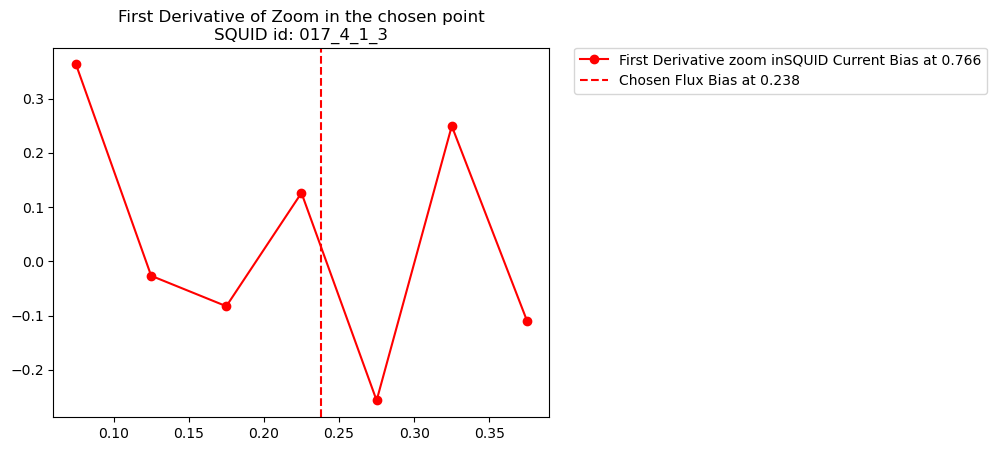 First Derivative of Zoom in the chosen point
SQUID id: 017_4_1_3
First Derivative zoom inSQUID Current Bias at 0.766
Chosen Flux Bias at 0.238
0.3
0.2
0.1
0.0
−0.1
−0.2
0.10 0.15 0.20 0.25 0.30 0.35